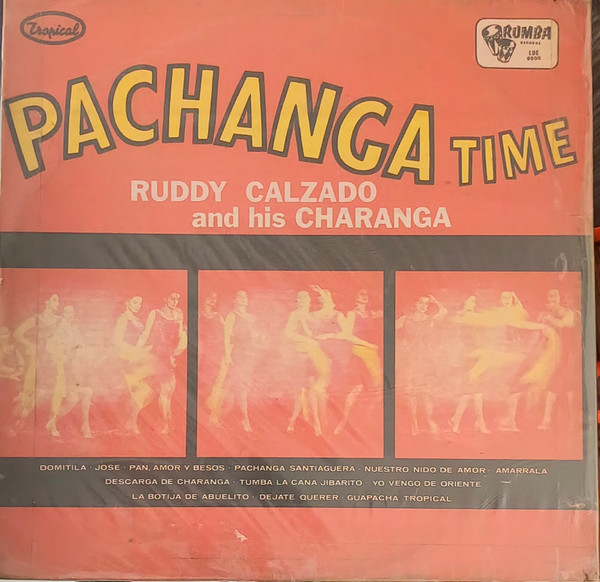 Tropical
RUMBA
RECORDS
PACHANGA TIME
RUDDY CALZADO
and his CHARANGA
DOMITILA · JOSE · PAN, AMOR Y BESOS · PACHANGA SANTIAGUERA · NUESTRO NIDO DE AMOR · AMARRALA
DESCARGA DE CHARANGA · TUMBA LA CANA JIBARITO · YO VENGO DE ORIENTE
LA BOTIJA DE ABUELITO · DEJATE QUERER · GUAPACHA TROPICAL